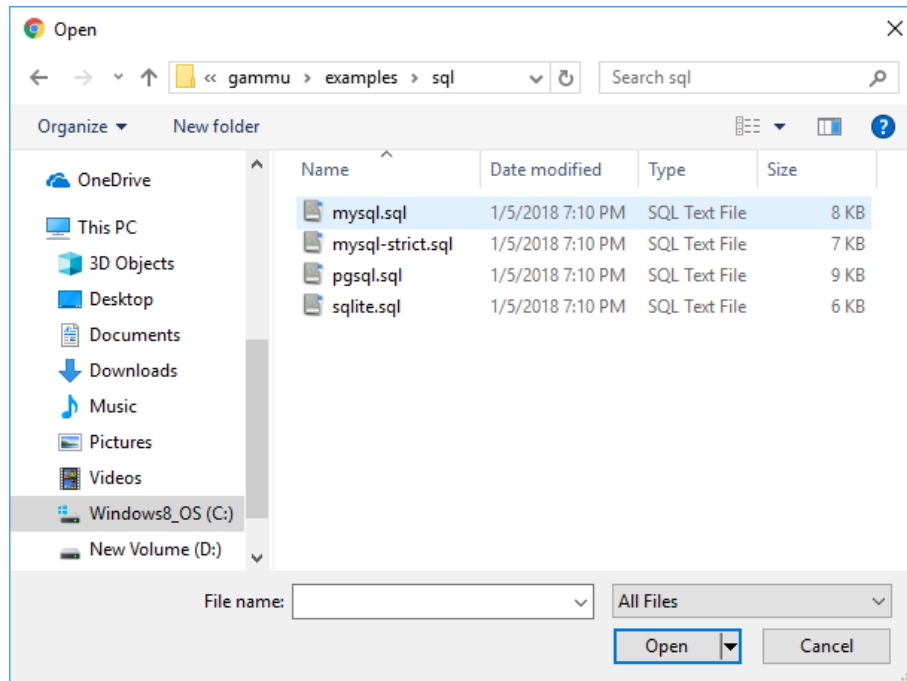 Open
« gammu › examples › sql
Search sql
Organize
New folder
Name Date modified Type Size
OneDrive
This PC
3D Objects
Desktop
Documents
Downloads
Music
Pictures
Videos
Windows8_OS (C:)
New Volume (D:)
mysql.sql 1/5/2018 7:10 PM SQL Text File 8 KB
mysql-strict.sql 1/5/2018 7:10 PM SQL Text File 7 KB
pgsql.sql 1/5/2018 7:10 PM SQL Text File 9 KB
sqlite.sql 1/5/2018 7:10 PM SQL Text File 6 KB
File name:
All Files
Open
Cancel